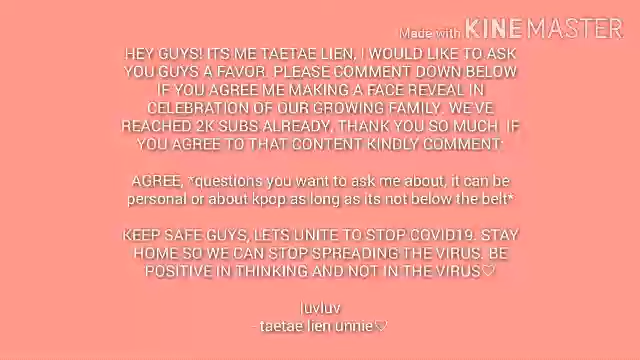 Made with KINEMASTER
HEY GUYS! ITS ME TAETAE LIEN, I WOULD LIKE TO ASK
YOU GUYS A FAVOR. PLEASE COMMENT DOWN BELOW
IF YOU AGREE ME MAKING A FACE REVEAL IN
CELEBRATION OF OUR GROWING FAMILY. WE'VE
REACHED 2K SUBS ALREADY, THANK YOU SO MUCH. IF
YOU AGREE TO THAT CONTENT KINDLY COMMENT:
AGREE, *questions you want to ask me about, it can be
personal or about kpop as long as its not below the belt*
KEEP SAFE GUYS, LETS UNITE TO STOP COVID19. STAY
HOME SO WE CAN STOP SPREADING THE VIRUS. BE
POSITIVE IN THINKING AND NOT IN THE VIRUS♡
luvluv
- taetae lien unnie♡